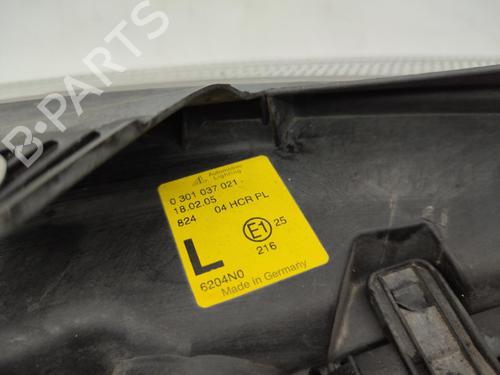 B-PARTS
Automotive
Lighting
0 301 037 021
18.02.05
824 04 HCR PL
L
E1 25
216
6204N0
Made in Germany